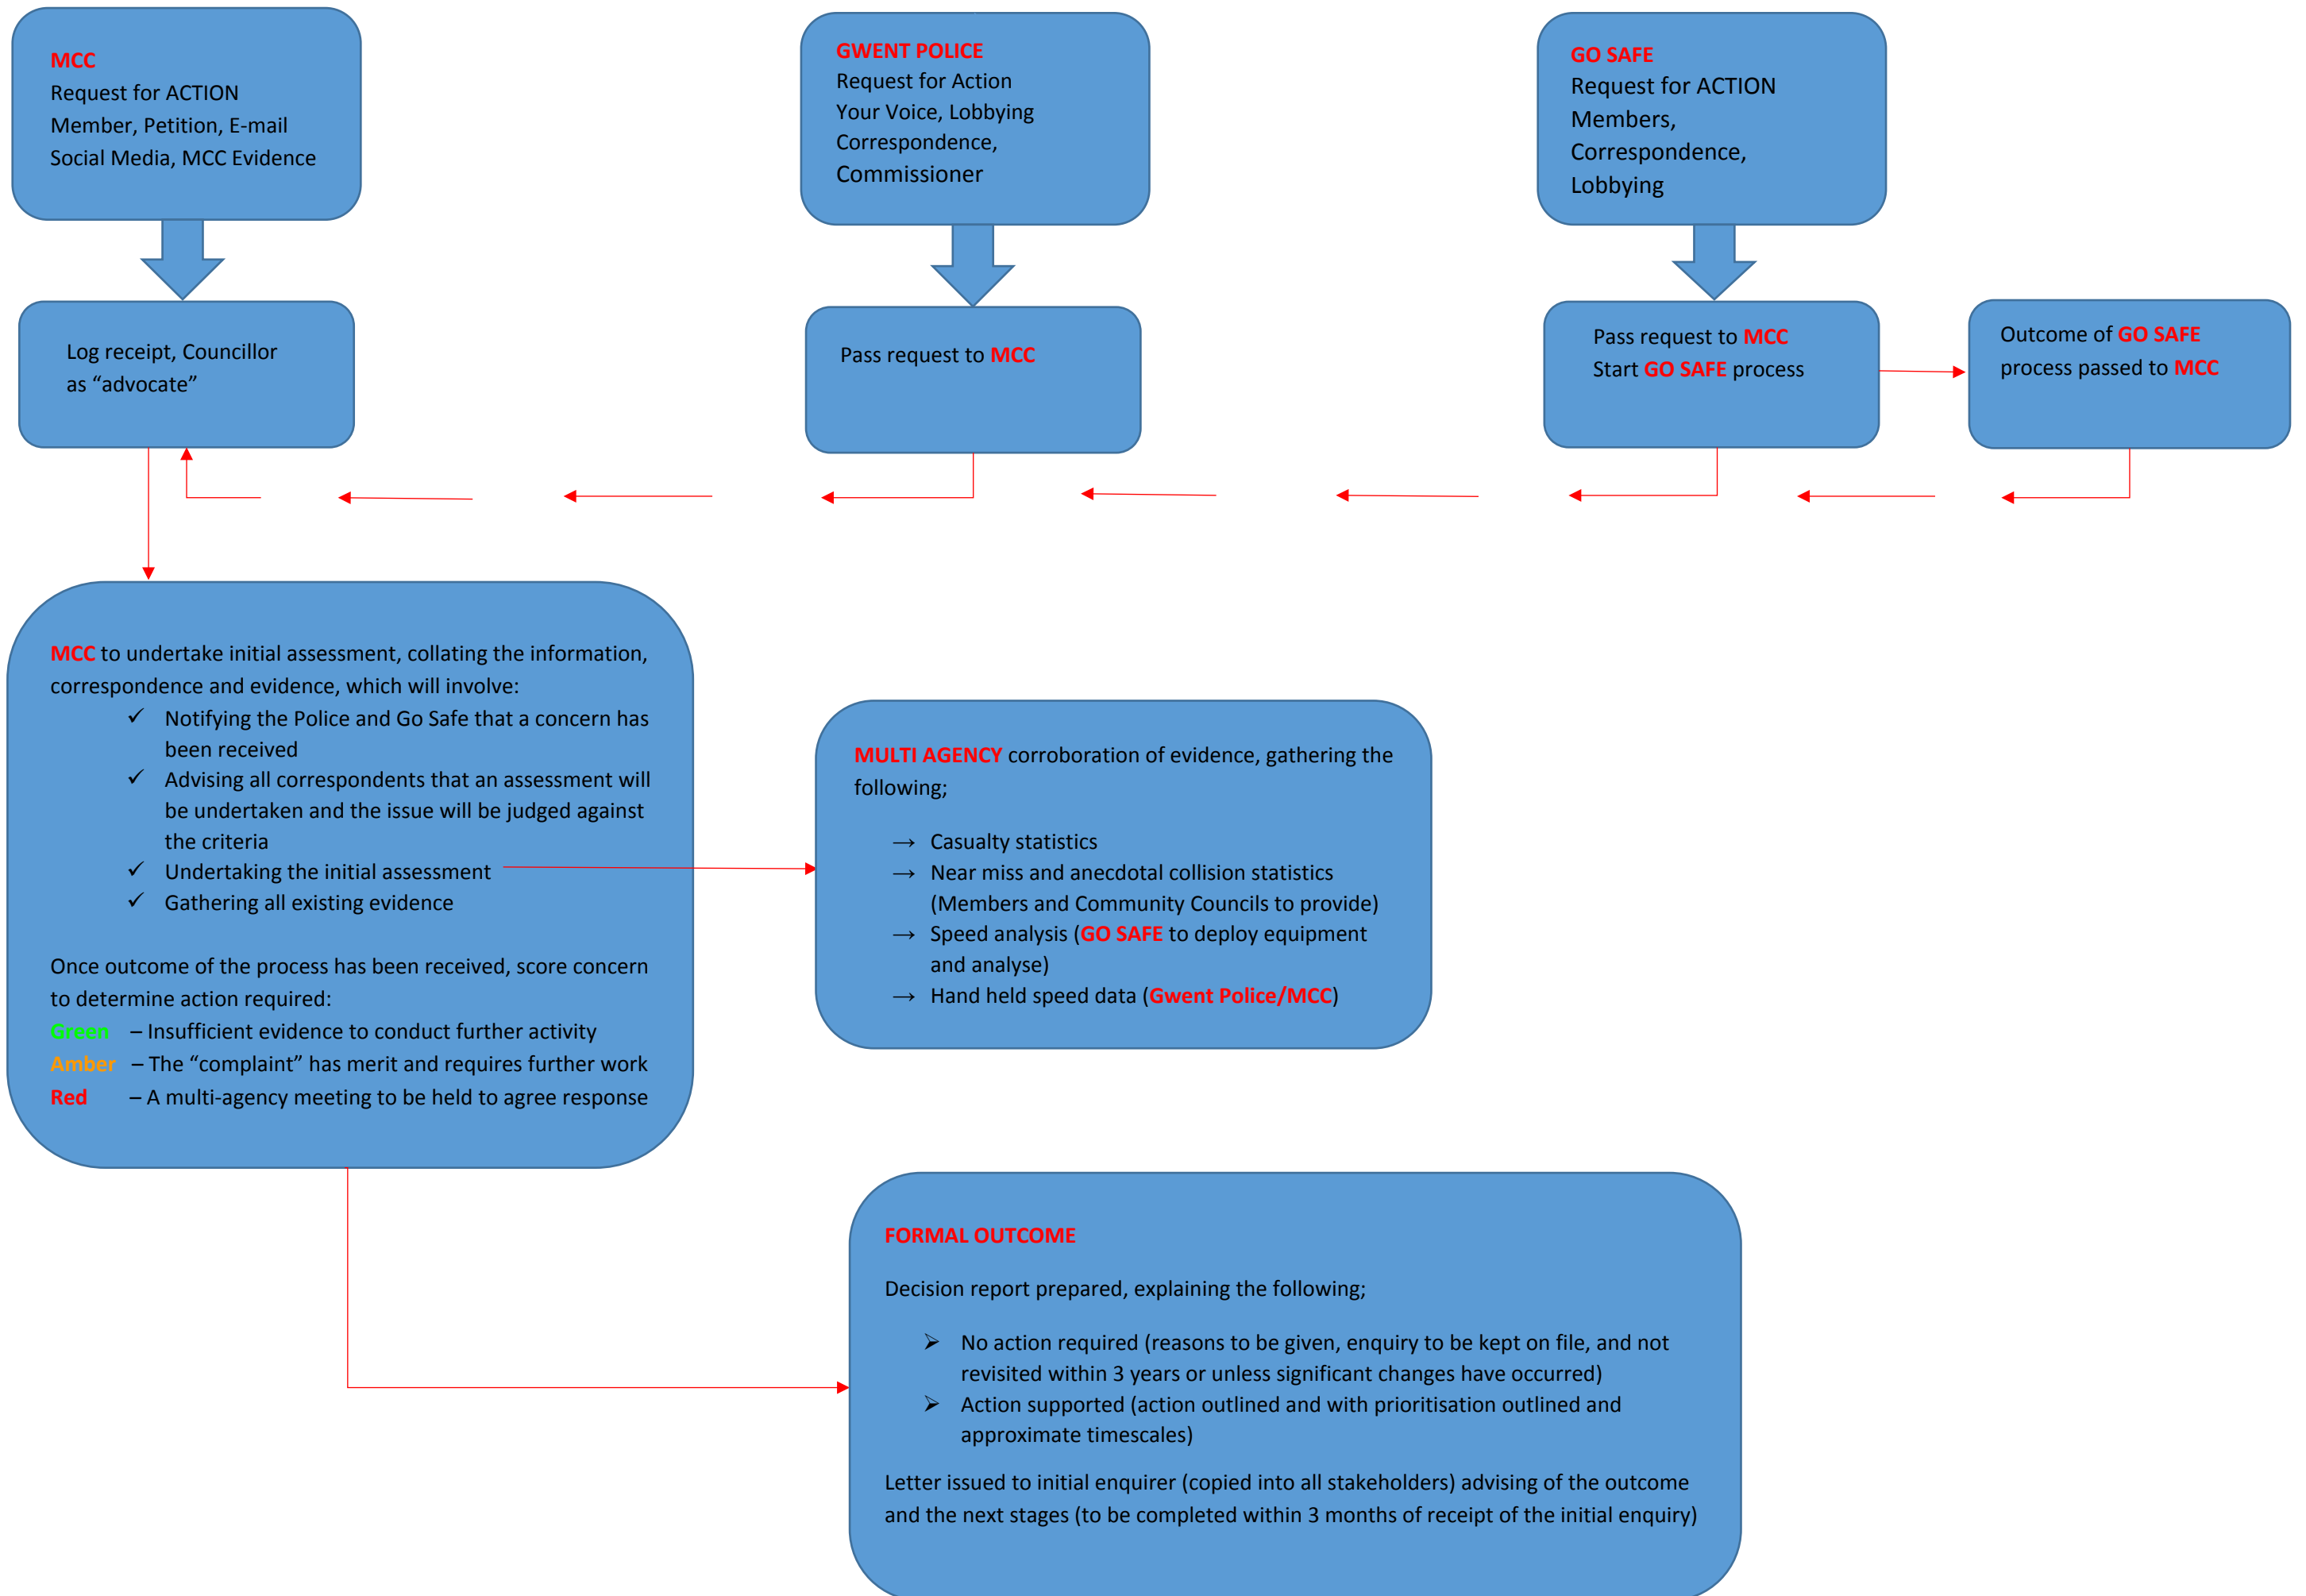 MCC
Request for ACTION
Member, Petition, E-mail
Social Media, MCC Evidence
GWENT POLICE
Request for Action
Your Voice, Lobbying
Correspondence,
Commissioner
GO SAFE
Request for ACTION
Members,
Correspondence,
Lobbying
Log receipt, Councillor
as “advocate”
Pass request to MCC
Pass request to MCC
Start GO SAFE process
Outcome of GO SAFE
process passed to MCC
MCC to undertake initial assessment, collating the information,
correspondence and evidence, which will involve:
✓ Notifying the Police and Go Safe that a concern has
been received
✓ Advising all correspondents that an assessment will
be undertaken and the issue will be judged against
the criteria
✓ Undertaking the initial assessment
✓ Gathering all existing evidence
Once outcome of the process has been received, score concern
to determine action required:
Green – Insufficient evidence to conduct further activity
Amber – The “complaint” has merit and requires further work
Red – A multi-agency meeting to be held to agree response
MULTI AGENCY corroboration of evidence, gathering the
following;
→ Casualty statistics
→ Near miss and anecdotal collision statistics
(Members and Community Councils to provide)
→ Speed analysis (GO SAFE to deploy equipment
and analyse)
→ Hand held speed data (Gwent Police/MCC)
FORMAL OUTCOME
Decision report prepared, explaining the following;
➢ No action required (reasons to be given, enquiry to be kept on file, and not
revisited within 3 years or unless significant changes have occurred)
➢ Action supported (action outlined and with prioritisation outlined and
approximate timescales)
Letter issued to initial enquirer (copied into all stakeholders) advising of the outcome
and the next stages (to be completed within 3 months of receipt of the initial enquiry)